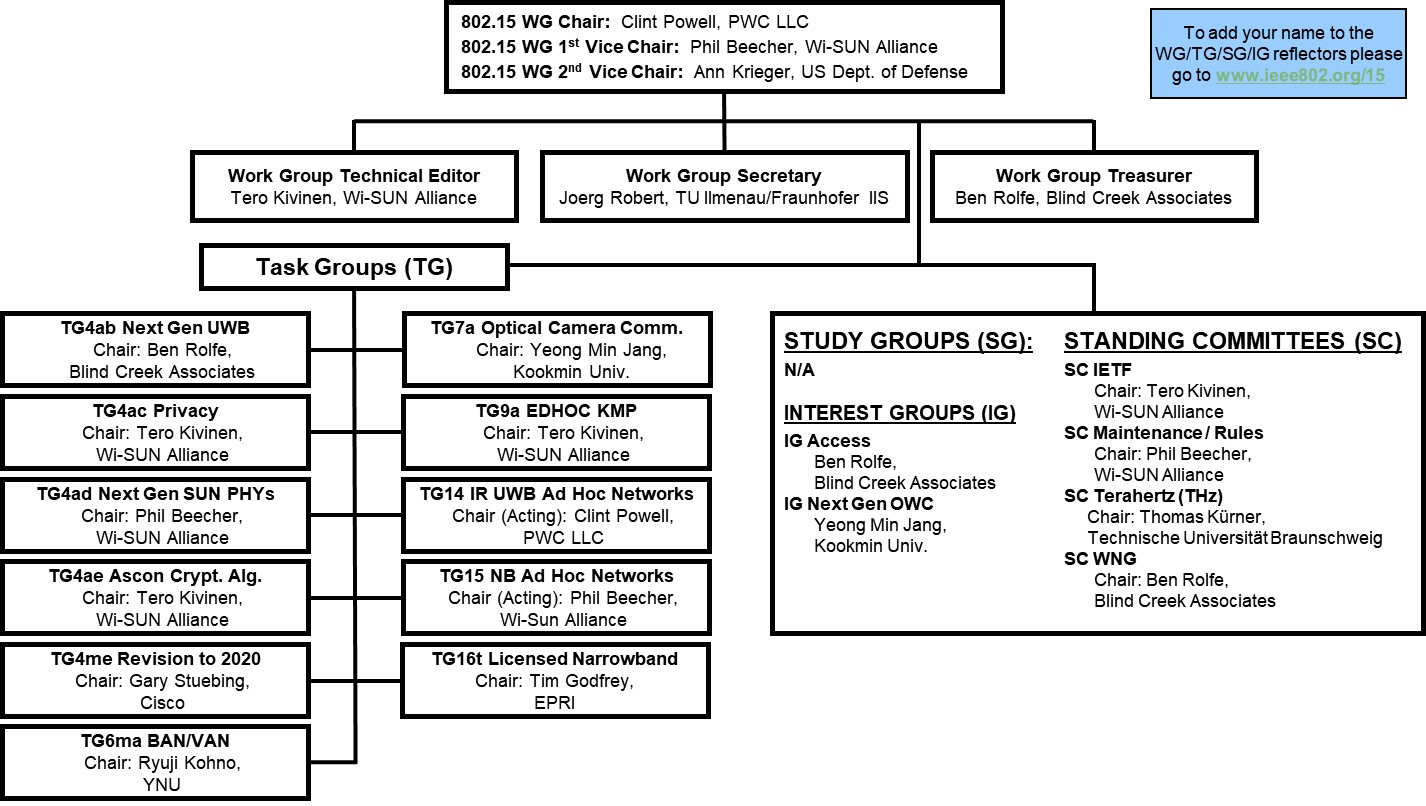 802.15 WG Chair: Clint Powell, PWC LLC
802.15 WG 1st Vice Chair: Phil Beecher, Wi-SUN Alliance
802.15 WG 2nd Vice Chair: Ann Krieger, US Dept. of Defense
To add your name to the
WG/TG/SG/IG reflectors please
go to www.ieee802.org/15
Work Group Technical Editor
Tero Kivinen, Wi-SUN Alliance
Work Group Secretary
Joerg Robert, TU Ilmenau/Fraunhofer IIS
Work Group Treasurer
Ben Rolfe, Blind Creek Associates
Task Groups (TG)
TG4ab Next Gen UWB
Chair: Ben Rolfe,
Blind Creek Associates
TG4ac Privacy
Chair: Tero Kivinen,
Wi-SUN Alliance
TG4ad Next Gen SUN PHYs
Chair: Phil Beecher,
Wi-SUN Alliance
TG4ae Ascon Crypt. Alg.
Chair: Tero Kivinen,
Wi-SUN Alliance
TG4me Revision to 2020
Chair: Gary Stuebing,
Cisco
TG6ma BAN/VAN
Chair: Ryuji Kohno,
YNU
TG7a Optical Camera Comm.
Chair: Yeong Min Jang,
Kookmin Univ.
TG9a EDHOC KMP
Chair: Tero Kivinen,
Wi-SUN Alliance
TG14 IR UWB Ad Hoc Networks
Chair (Acting): Clint Powell,
PWC LLC
TG15 NB Ad Hoc Networks
Chair (Acting): Phil Beecher,
Wi-Sun Alliance
TG16t Licensed Narrowband
Chair: Tim Godfrey,
EPRI
STUDY GROUPS (SG):
N/A
INTEREST GROUPS (IG)
IG Access
Ben Rolfe,
Blind Creek Associates
IG Next Gen OWC
Yeong Min Jang,
Kookmin Univ.
STANDING COMMITTEES (SC)
SC IETF
Chair: Tero Kivinen,
Wi-SUN Alliance
SC Maintenance / Rules
Chair: Phil Beecher,
Wi-SUN Alliance
SC Terahertz (THz)
Chair: Thomas Kürner,
Technische Universität Braunschweig
SC WNG
Chair: Ben Rolfe,
Blind Creek Associates